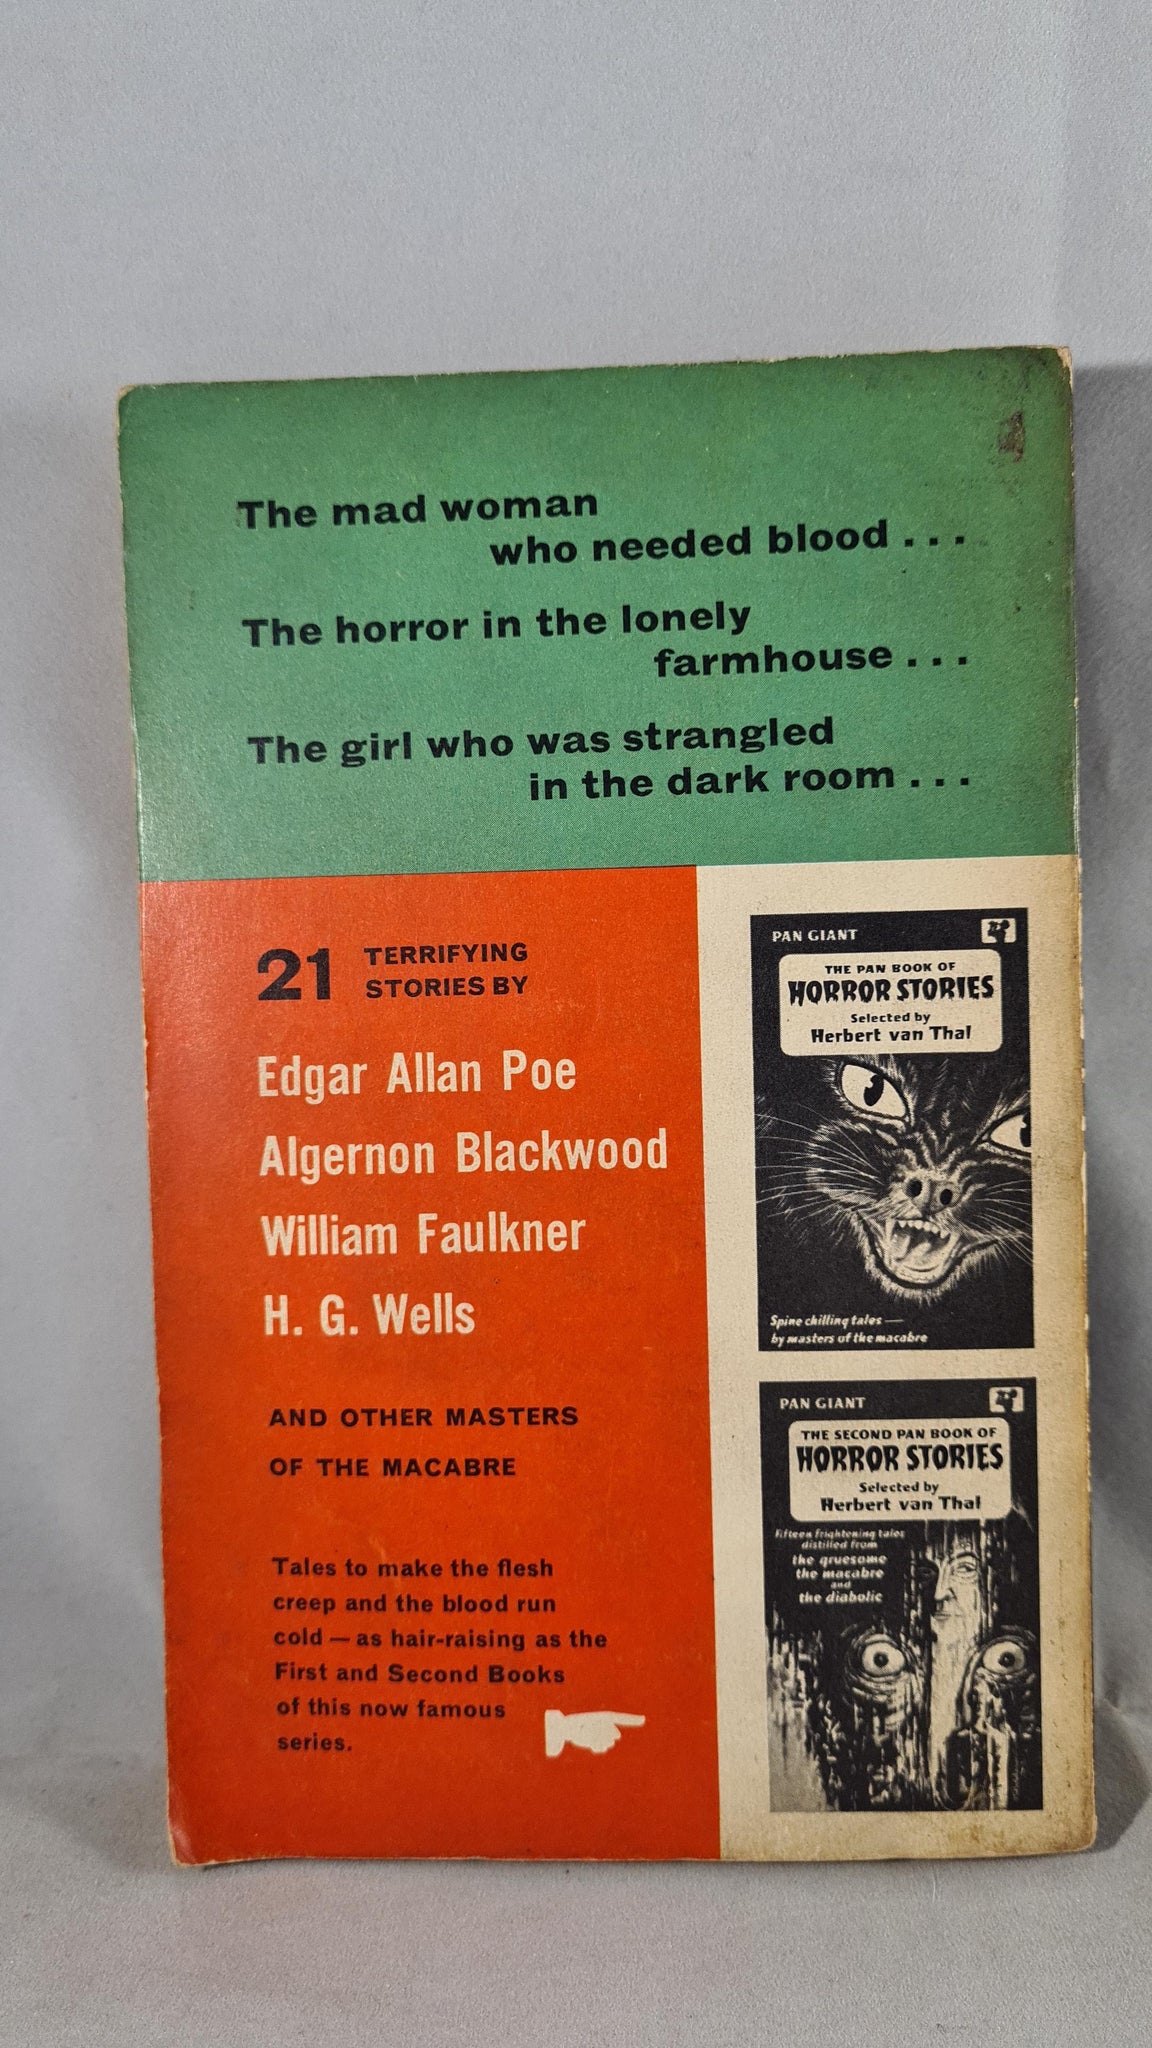 The mad woman
who needed blood . . .
The horror in the lonely
farmhouse . . .
The girl who was strangled
in the dark room . . .
21 TERRIFYING
STORIES BY
Edgar Allan Poe
Algernon Blackwood
William Faulkner
H. G. Wells
AND OTHER MASTERS
OF THE MACABRE
Tales to make the flesh
creep and the blood run
cold — as hair-raising as the
First and Second Books
of this now famous
series.
PAN GIANT
THE PAN BOOK OF
HORROR STORIES
Selected by
Herbert van Thal
Spine chilling tales —
by masters of the macabre
PAN GIANT
THE SECOND PAN BOOK OF
HORROR STORIES
Selected by
Herbert van Thal
Fifteen frightening tales
distilled from
the gruesome
the macabre
and
the diabolic